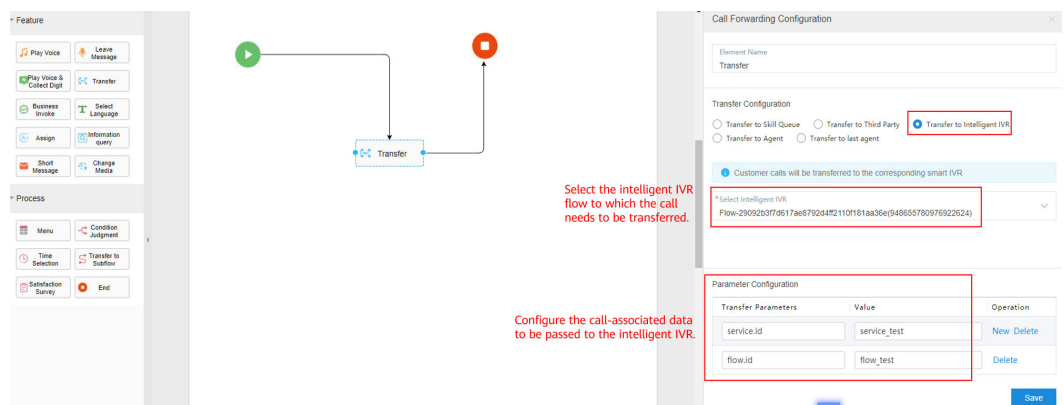 Feature
Play Voice
Leave
Message
Play Voice &
Collect Digit
Transfer
Business
Invoke
Select
Language
Assign
Information
query
Short
Message
Change
Media
Process
Menu
Condition
Judgment
Time
Selection
Transfer to
Subflow
Satisfaction
Survey
End
Transfer
Select the intelligent IVR
flow to which the call
needs to be transferred.
Configure the call-associated data
to be passed to the intelligent IVR.
Call Forwarding Configuration
Element Name
Transfer
Transfer Configuration
Transfer to Skill Queue Transfer to Third Party Transfer to Intelligent IVR
Transfer to Agent Transfer to last agent
Customer calls will be transferred to the corresponding smart IVR
*Select Intelligent IVR
Flow-29092b3f7d617ae8792d4ff2110f181aa36e(948655780976922624)
Parameter Configuration
Transfer Parameters Value Operation
service.id service_test New Delete
flow.id flow_test Delete
Save